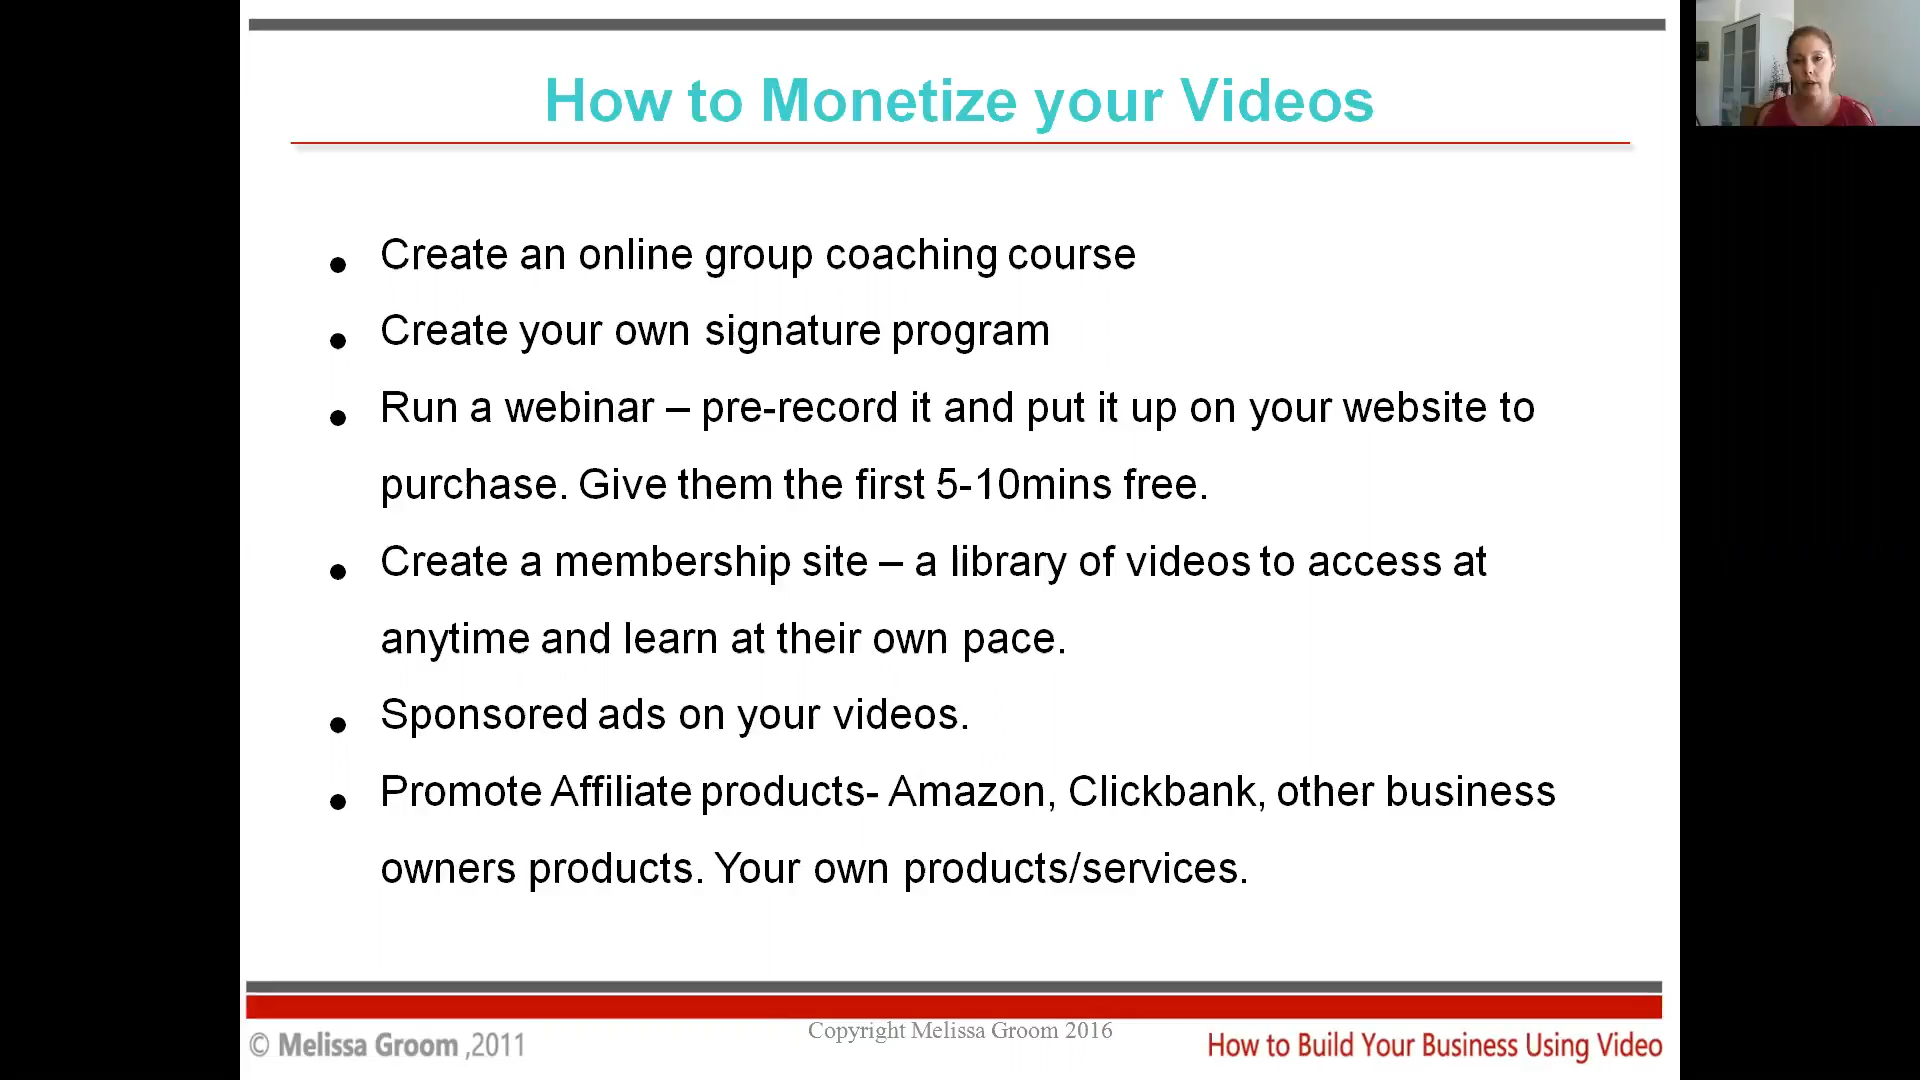 How to Monetize your Videos
• Create an online group coaching course
• Create your own signature program
• Run a webinar – pre-record it and put it up on your website to
purchase. Give them the first 5-10mins free.
• Create a membership site – a library of videos to access at
anytime and learn at their own pace.
• Sponsored ads on your videos.
• Promote Affiliate products- Amazon, Clickbank, other business
owners products. Your own products/services.
© Melissa Groom ,2011
Copyright Melissa Groom 2016
How to Build Your Business Using Video